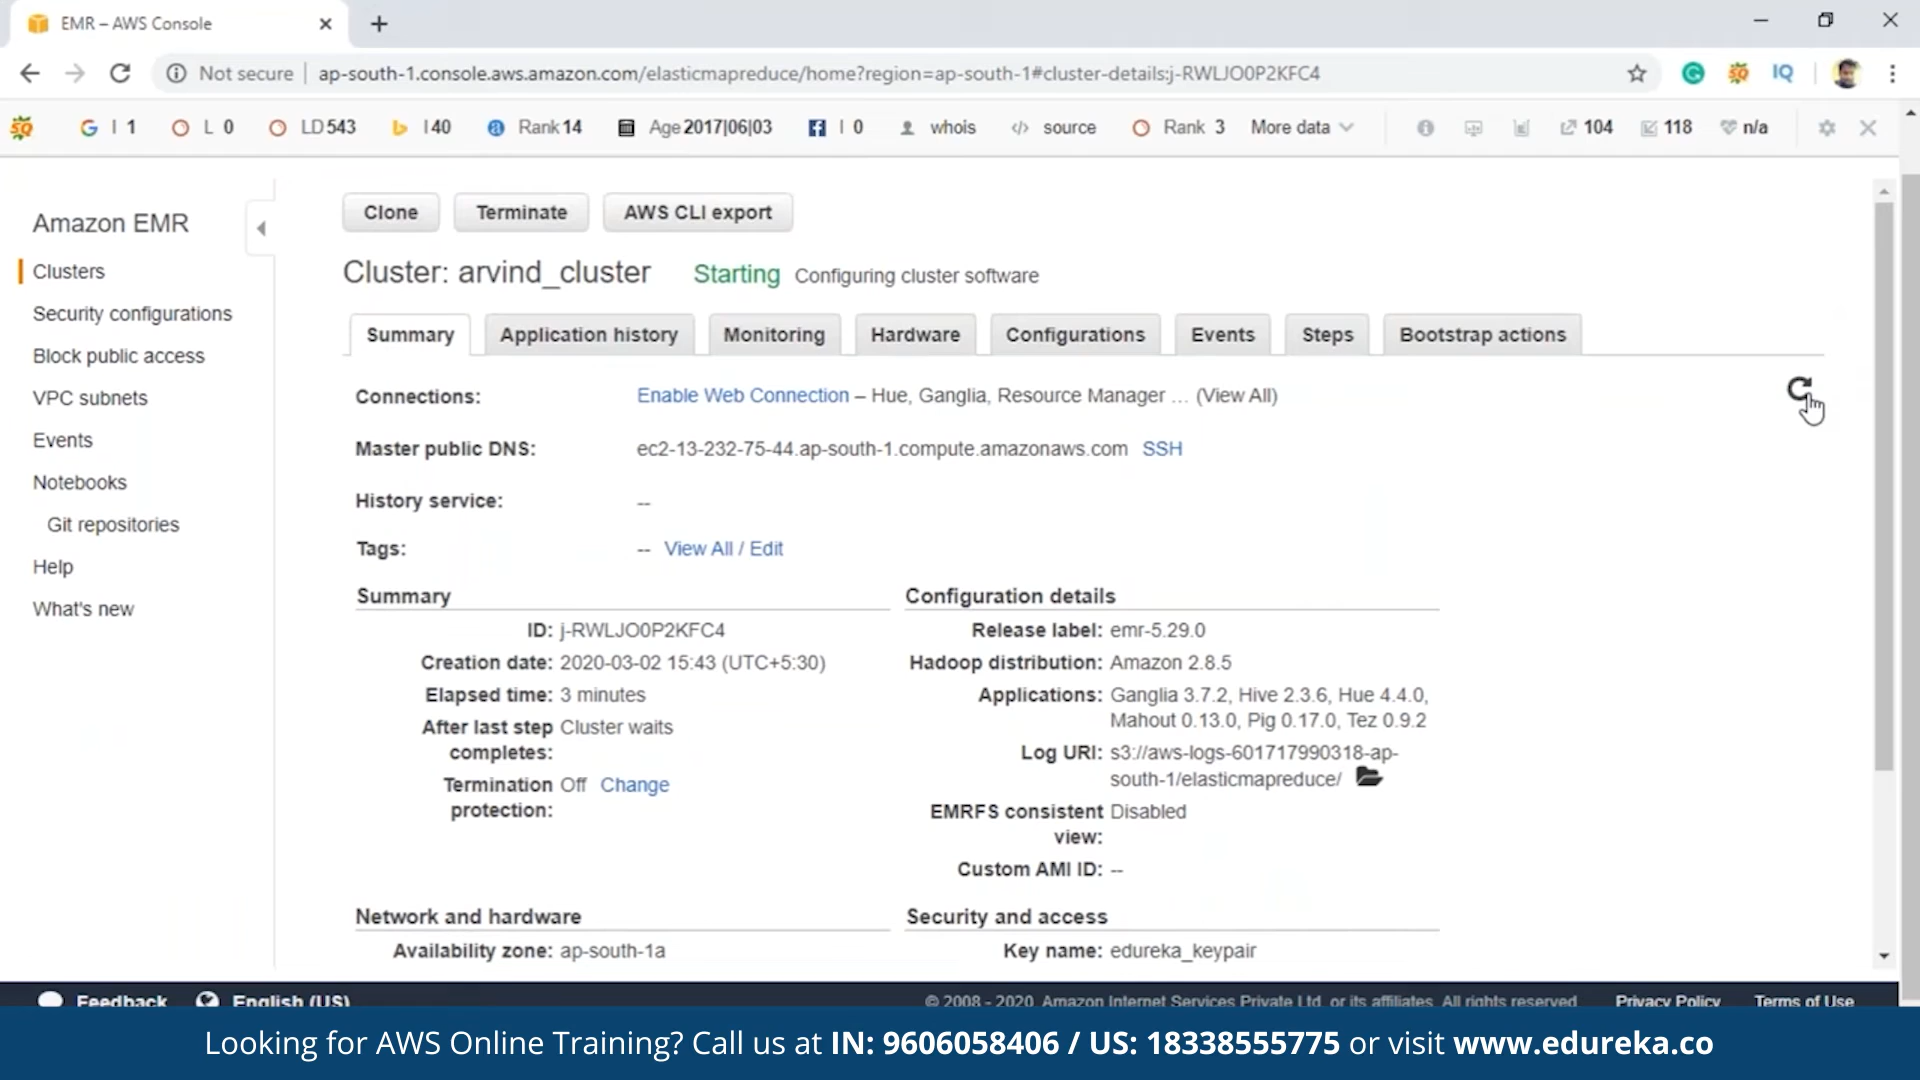 EMR – AWS Console
Not secure ap-south-1.console.aws.amazon.com/elasticmapreduce/home?region=ap-south-1#cluster-details:j-RWLJO0P2KFC4
IQ
SQ G I 1 L 0 LD 543 I 40 Rank 14 Age 2017|06|03 I 0 whois source Rank 3 More data 104 118 n/a
Clone Terminate AWS CLI export
Amazon EMR
Clusters
Security configurations
Block public access
VPC subnets
Events
Notebooks
Git repositories
Help
What's new
Cluster: arvind_cluster Starting Configuring cluster software
Summary Application history Monitoring Hardware Configurations Events Steps Bootstrap actions
Connections: Enable Web Connection – Hue, Ganglia, Resource Manager ... (View All)
Master public DNS: ec2-13-232-75-44.ap-south-1.compute.amazonaws.com SSH
History service: --
Tags: -- View All / Edit
Summary
ID: j-RWLJO0P2KFC4
Creation date: 2020-03-02 15:43 (UTC+5:30)
Elapsed time: 3 minutes
After last step Cluster waits
completes:
Termination Off Change
protection:
Configuration details
Release label: emr-5.29.0
Hadoop distribution: Amazon 2.8.5
Applications: Ganglia 3.7.2, Hive 2.3.6, Hue 4.4.0,
Mahout 0.13.0, Pig 0.17.0, Tez 0.9.2
Log URI: s3://aws-logs-601717990318-ap-
south-1/elasticmapreduce/
EMRFS consistent Disabled
view:
Custom AMI ID: --
Network and hardware
Availability zone: ap-south-1a
Security and access
Key name: edureka_keypair
Feedback English (US) © 2008 - 2020, Amazon Internet Services Private Ltd. or its affiliates. All rights reserved. Privacy Policy Terms of Use
Looking for AWS Online Training? Call us at IN: 9606058406 / US: 18338555775 or visit www.edureka.co